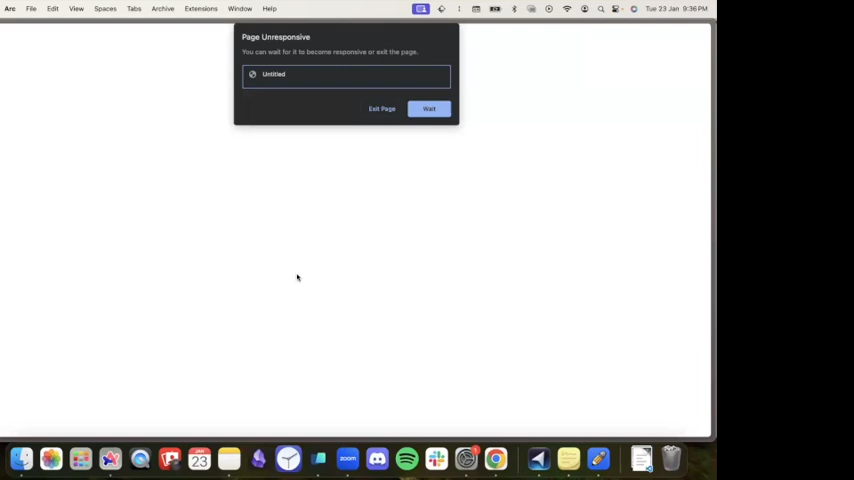 Arc File Edit View Spaces Tabs Archive Extensions Window Help Tue 23 Jan 9:36 PM
Page Unresponsive
You can wait for it to become responsive or exit the page.
Untitled
Exit Page Wait
JAN
23
zoom
1